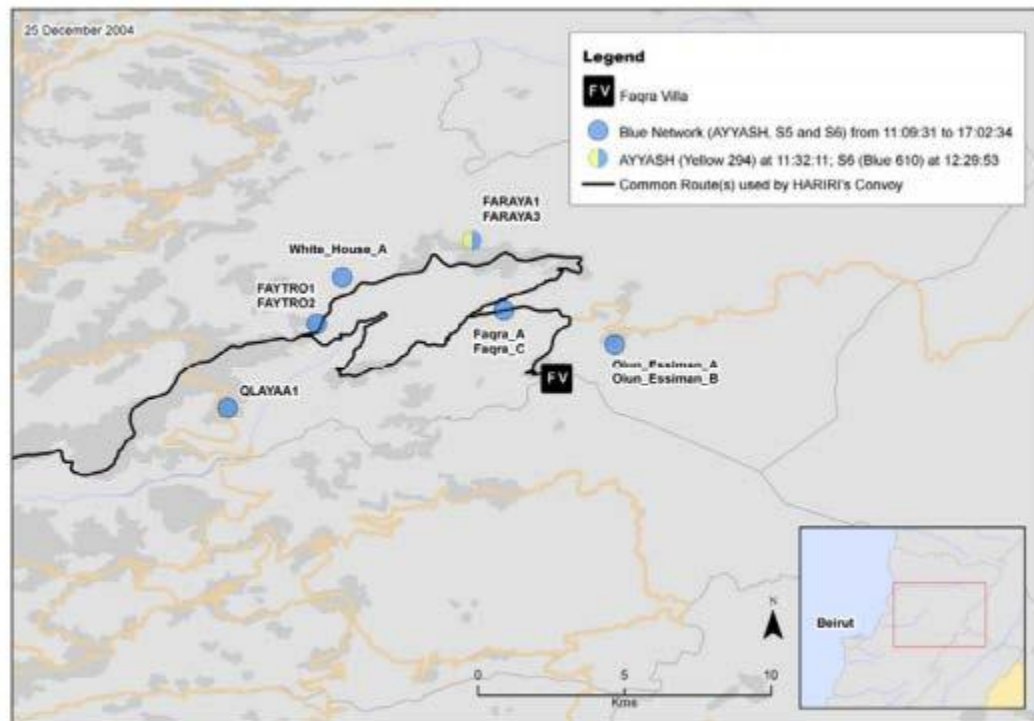 25 December 2004
Legend
FV
Faqra Villa
Blue Network (AYYASH, S5 and S6) from 11:09:31 to 17:02:34
AYYASH (Yellow 294) at 11:32:11; S6 (Blue 610) at 12:29:53
Common Route(s) used by HARIRI's Convoy
FARAYA1
FARAYA3
White_House_A
FAYTRO1
FAYTRO2
Faqra_A
Faqra_C
Oiun_Essiman_A
Oiun_Essiman_B
FV
QLAYAA1
Beirut
N
0 5 10
Kms